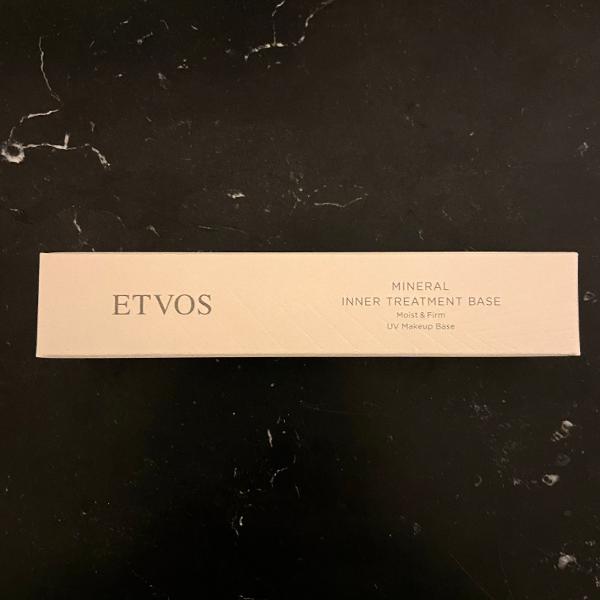 ETVOS
MINERAL
INNER TREATMENT BASE
Moist & Firm
UV Makeup Base